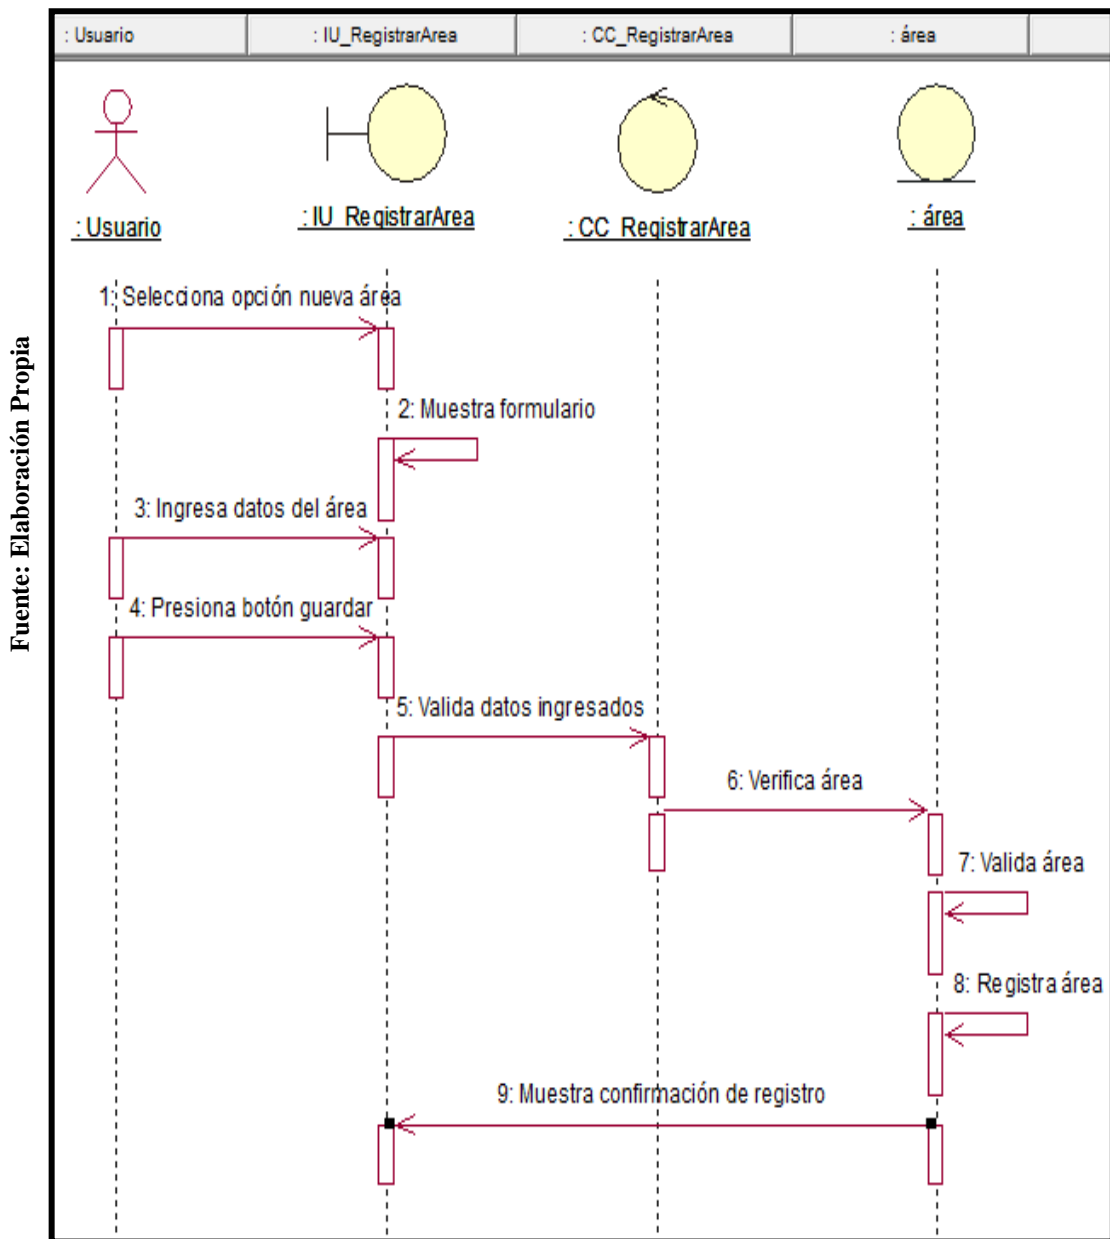 : Usuario
: IU_RegistrarArea
: CC_RegistrarArea
: área
: Usuario
: IU_RegistrarArea
: CC_RegistrarArea
: área
1: Selecciona opción nueva área
2: Muestra formulario
3: Ingresa datos del área
4: Presiona botón guardar
5: Valida datos ingresados
6: Verifica área
7: Valida área
8: Registra área
9: Muestra confirmación de registro
Fuente: Elaboración Propia